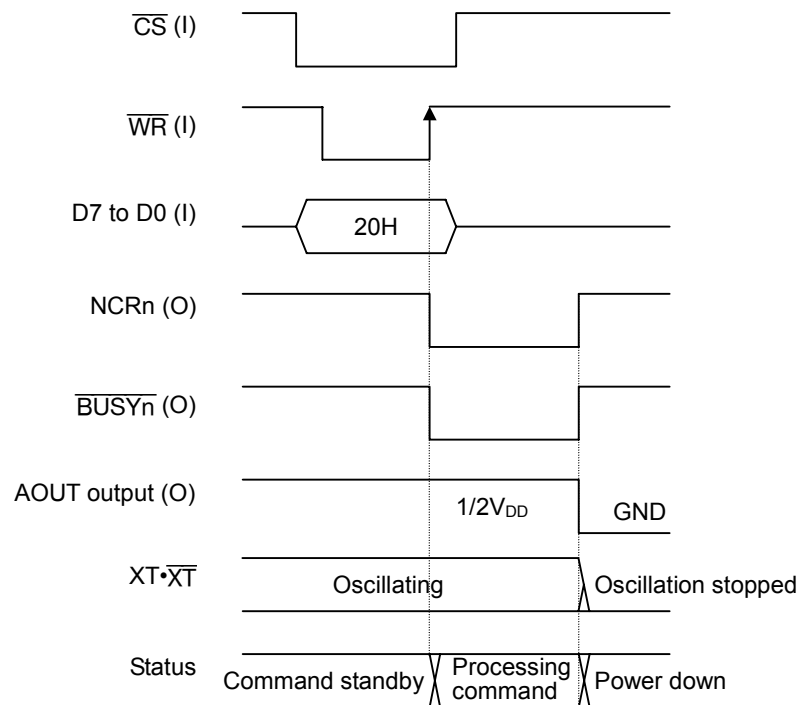 CS (I)
WR (I)
D7 to D0 (I)
20H
NCRn (O)
BUSYn (O)
AOUT output (O)
1/2VDD
GND
XT•XT
Oscillating
Oscillation stopped
Status
Command standby
Processing
command
Power down